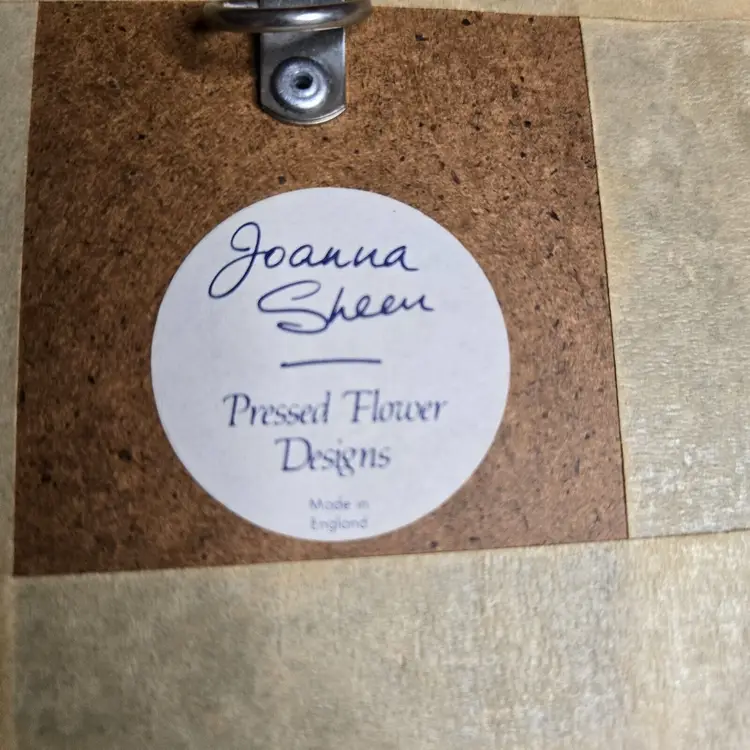 Joanna
Sheen
Pressed Flower
Designs
Made in
England